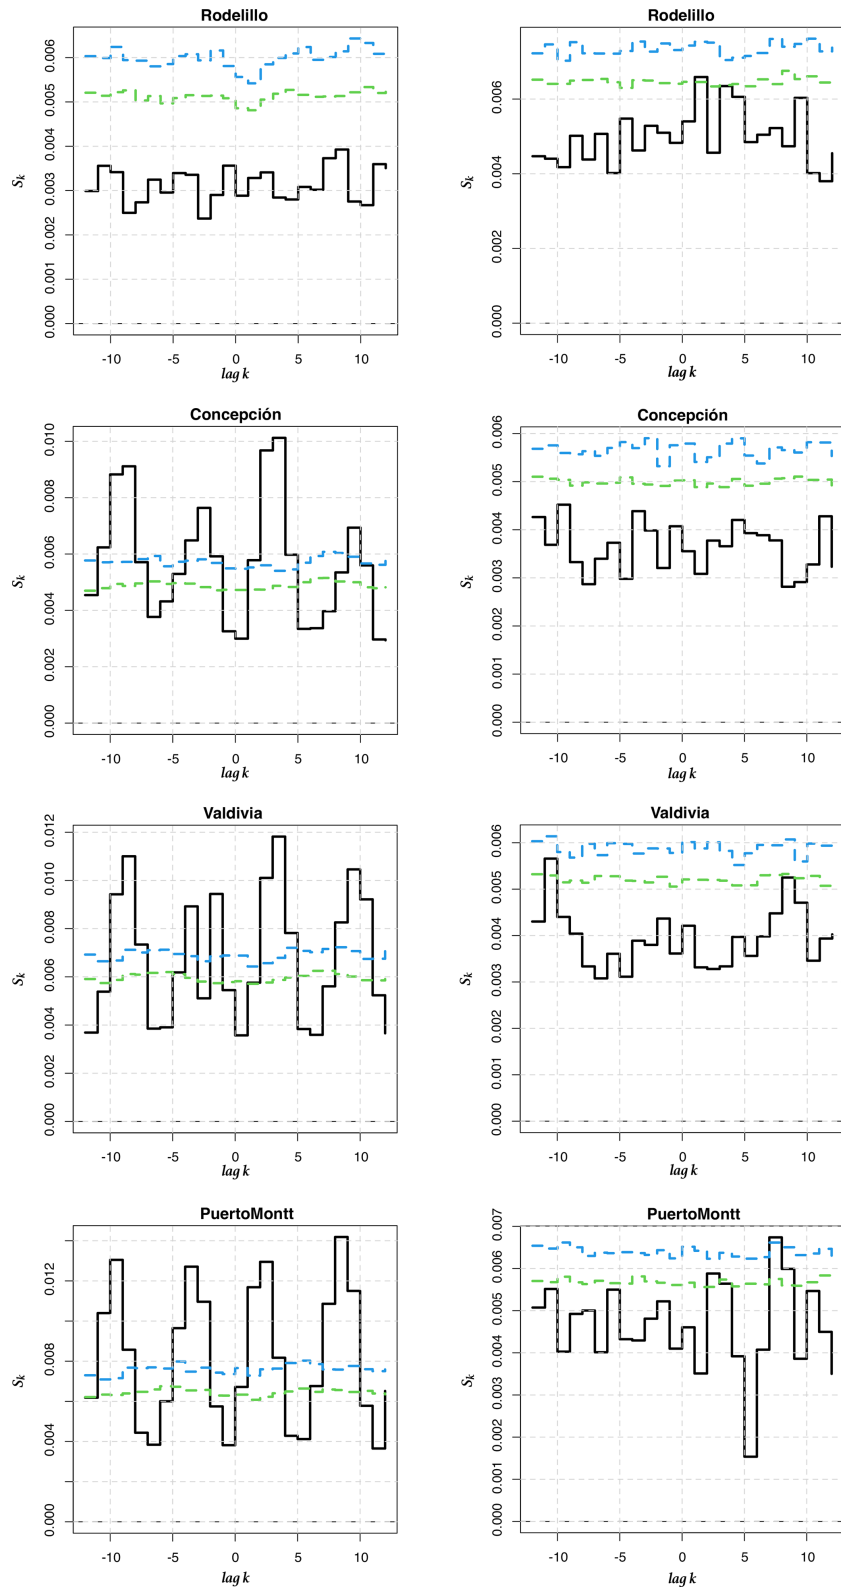 Rodelillo
S_k
0.000 0.001 0.002 0.003 0.004 0.005 0.006
-10 -5 0 5 10
lag k
Rodelillo
S_k
0.000 0.002 0.004 0.006
-10 -5 0 5 10
lag k
Concepción
S_k
0.000 0.002 0.004 0.006 0.008 0.010
-10 -5 0 5 10
lag k
Concepción
S_k
0.000 0.001 0.002 0.003 0.004 0.005 0.006
-10 -5 0 5 10
lag k
Valdivia
S_k
0.000 0.002 0.004 0.006 0.008 0.010 0.012
-10 -5 0 5 10
lag k
Valdivia
S_k
0.000 0.001 0.002 0.003 0.004 0.005 0.006
-10 -5 0 5 10
lag k
PuertoMontt
S_k
0.000 0.004 0.008 0.012
-10 -5 0 5 10
lag k
PuertoMontt
S_k
0.000 0.001 0.002 0.003 0.004 0.005 0.006 0.007
-10 -5 0 5 10
lag k